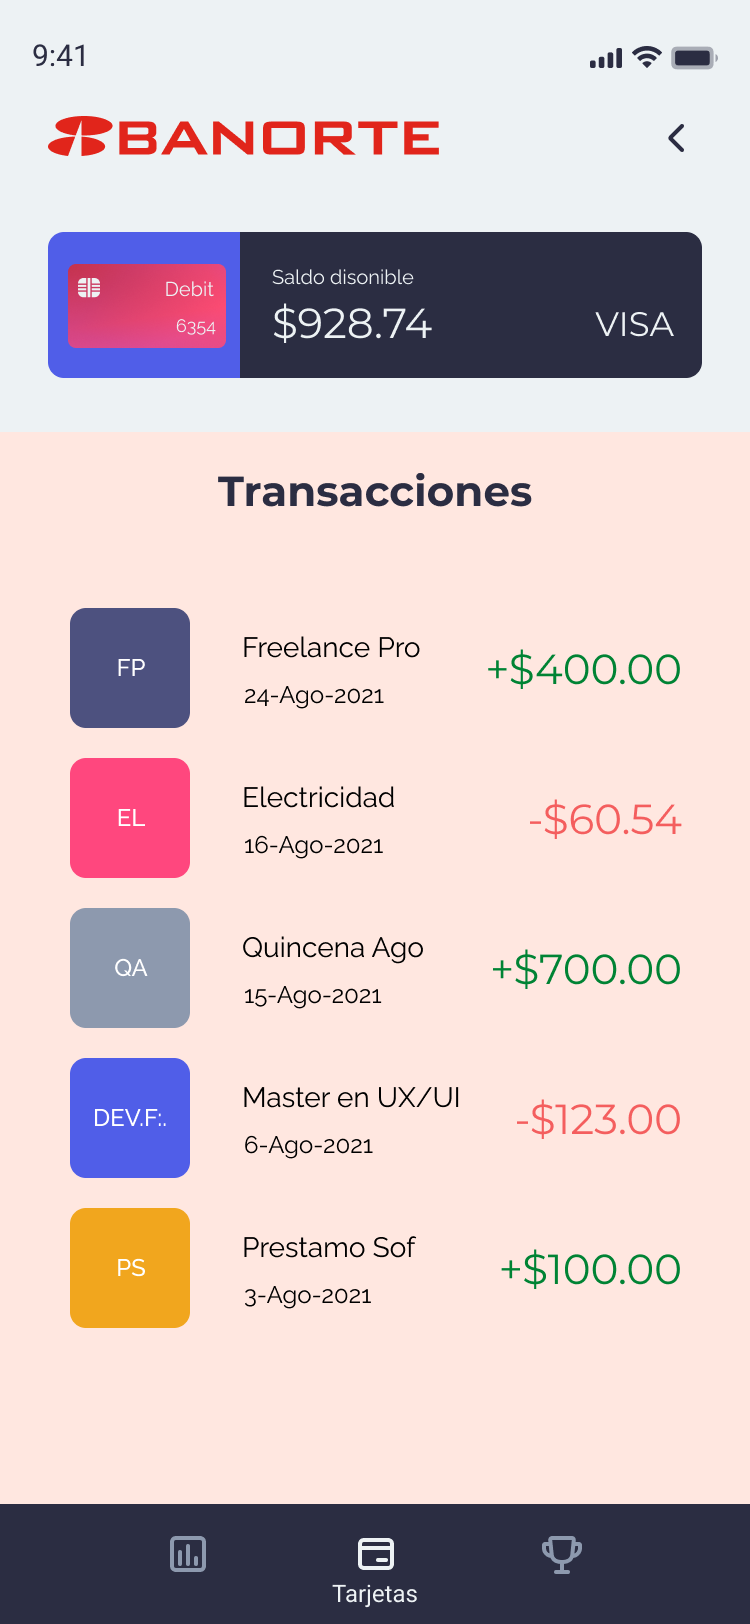 9:41
BANORTE
Debit
6354
Saldo disonible
$928.74
VISA
Transacciones
FP
Freelance Pro
24-Ago-2021
+$400.00
EL
Electricidad
16-Ago-2021
-$60.54
QA
Quincena Ago
15-Ago-2021
+$700.00
DEV.F:.
Master en UX/UI
6-Ago-2021
-$123.00
PS
Prestamo Sof
3-Ago-2021
+$100.00
Tarjetas